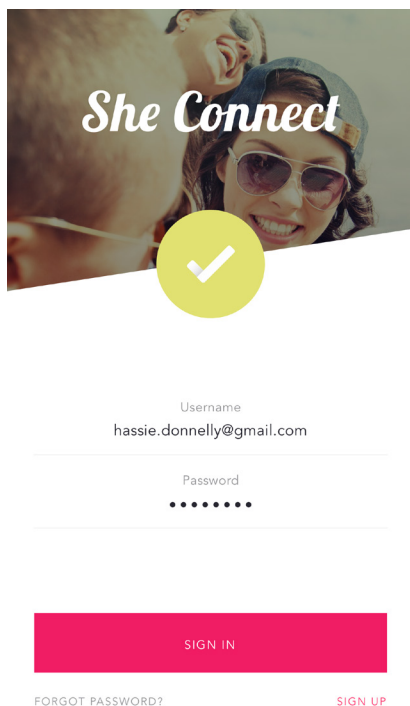 She Connect
Username
hassie.donnelly@gmail.com
Password
••••••••
SIGN IN
FORGOT PASSWORD?
SIGN UP